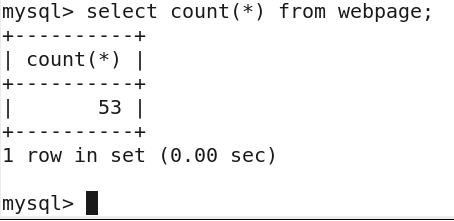 mysql> select count(*) from webpage;
+----------+
| count(*) |
+----------+
|       53 |
+----------+
1 row in set (0.00 sec)
mysql>